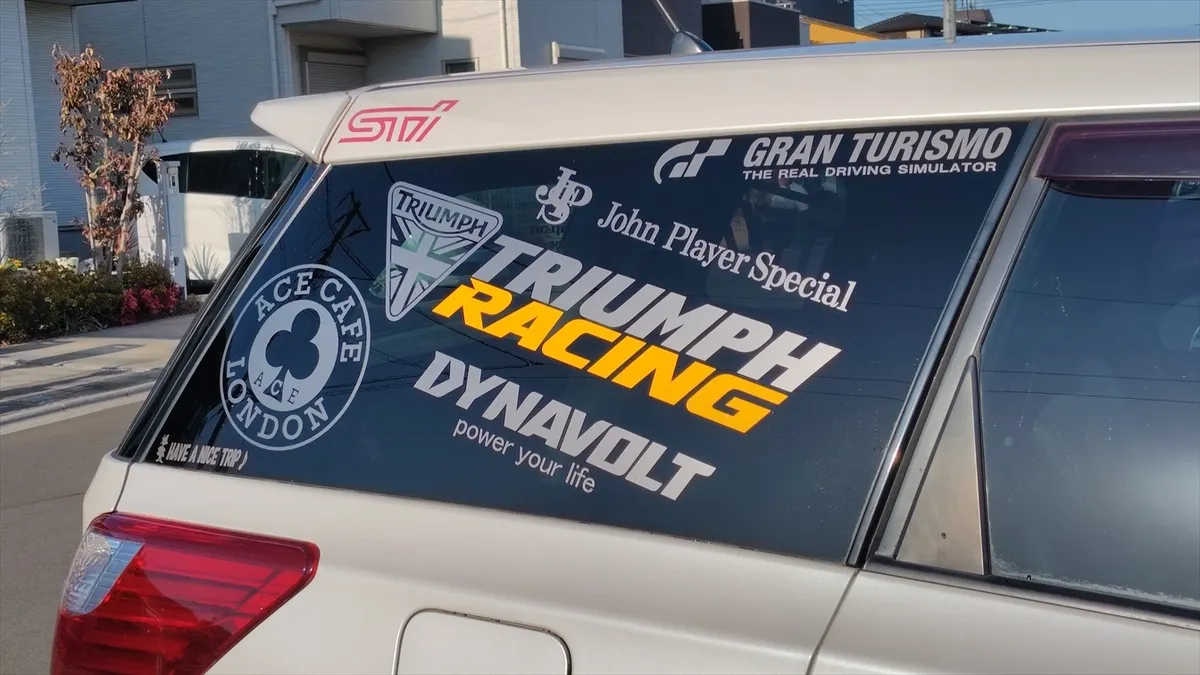 STI
GRAN TURISMO
THE REAL DRIVING SIMULATOR
JPS
John Player Special
TRIUMPH
TRIUMPH
RACING
ACE CAFE
ACE
LONDON
DYNAVOLT
power your life
HAVE A NICE TRIP♪